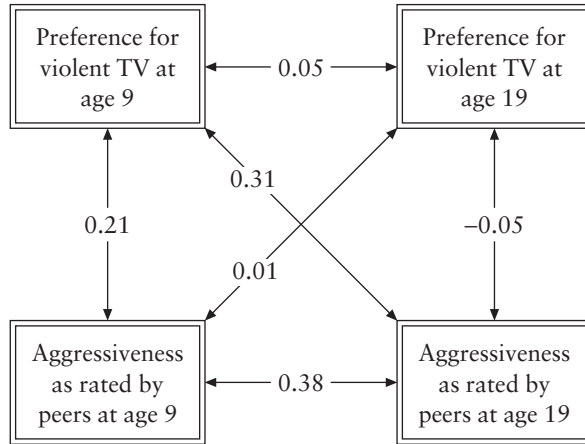 Preference for
violent TV at
age 9
0.05
Preference for
violent TV at
age 19
0.31
0.21
−0.05
0.01
Aggressiveness
as rated by
peers at age 9
0.38
Aggressiveness
as rated by
peers at age 19